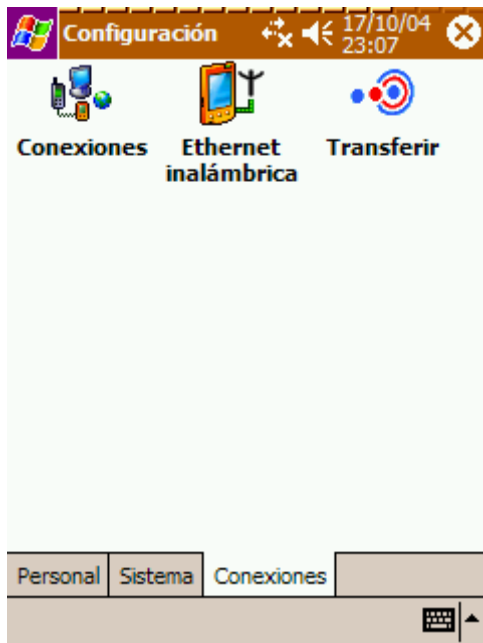 Configuración
17/10/04
23:07
Conexiones
Ethernet
inalámbrica
Transferir
Personal Sistema Conexiones